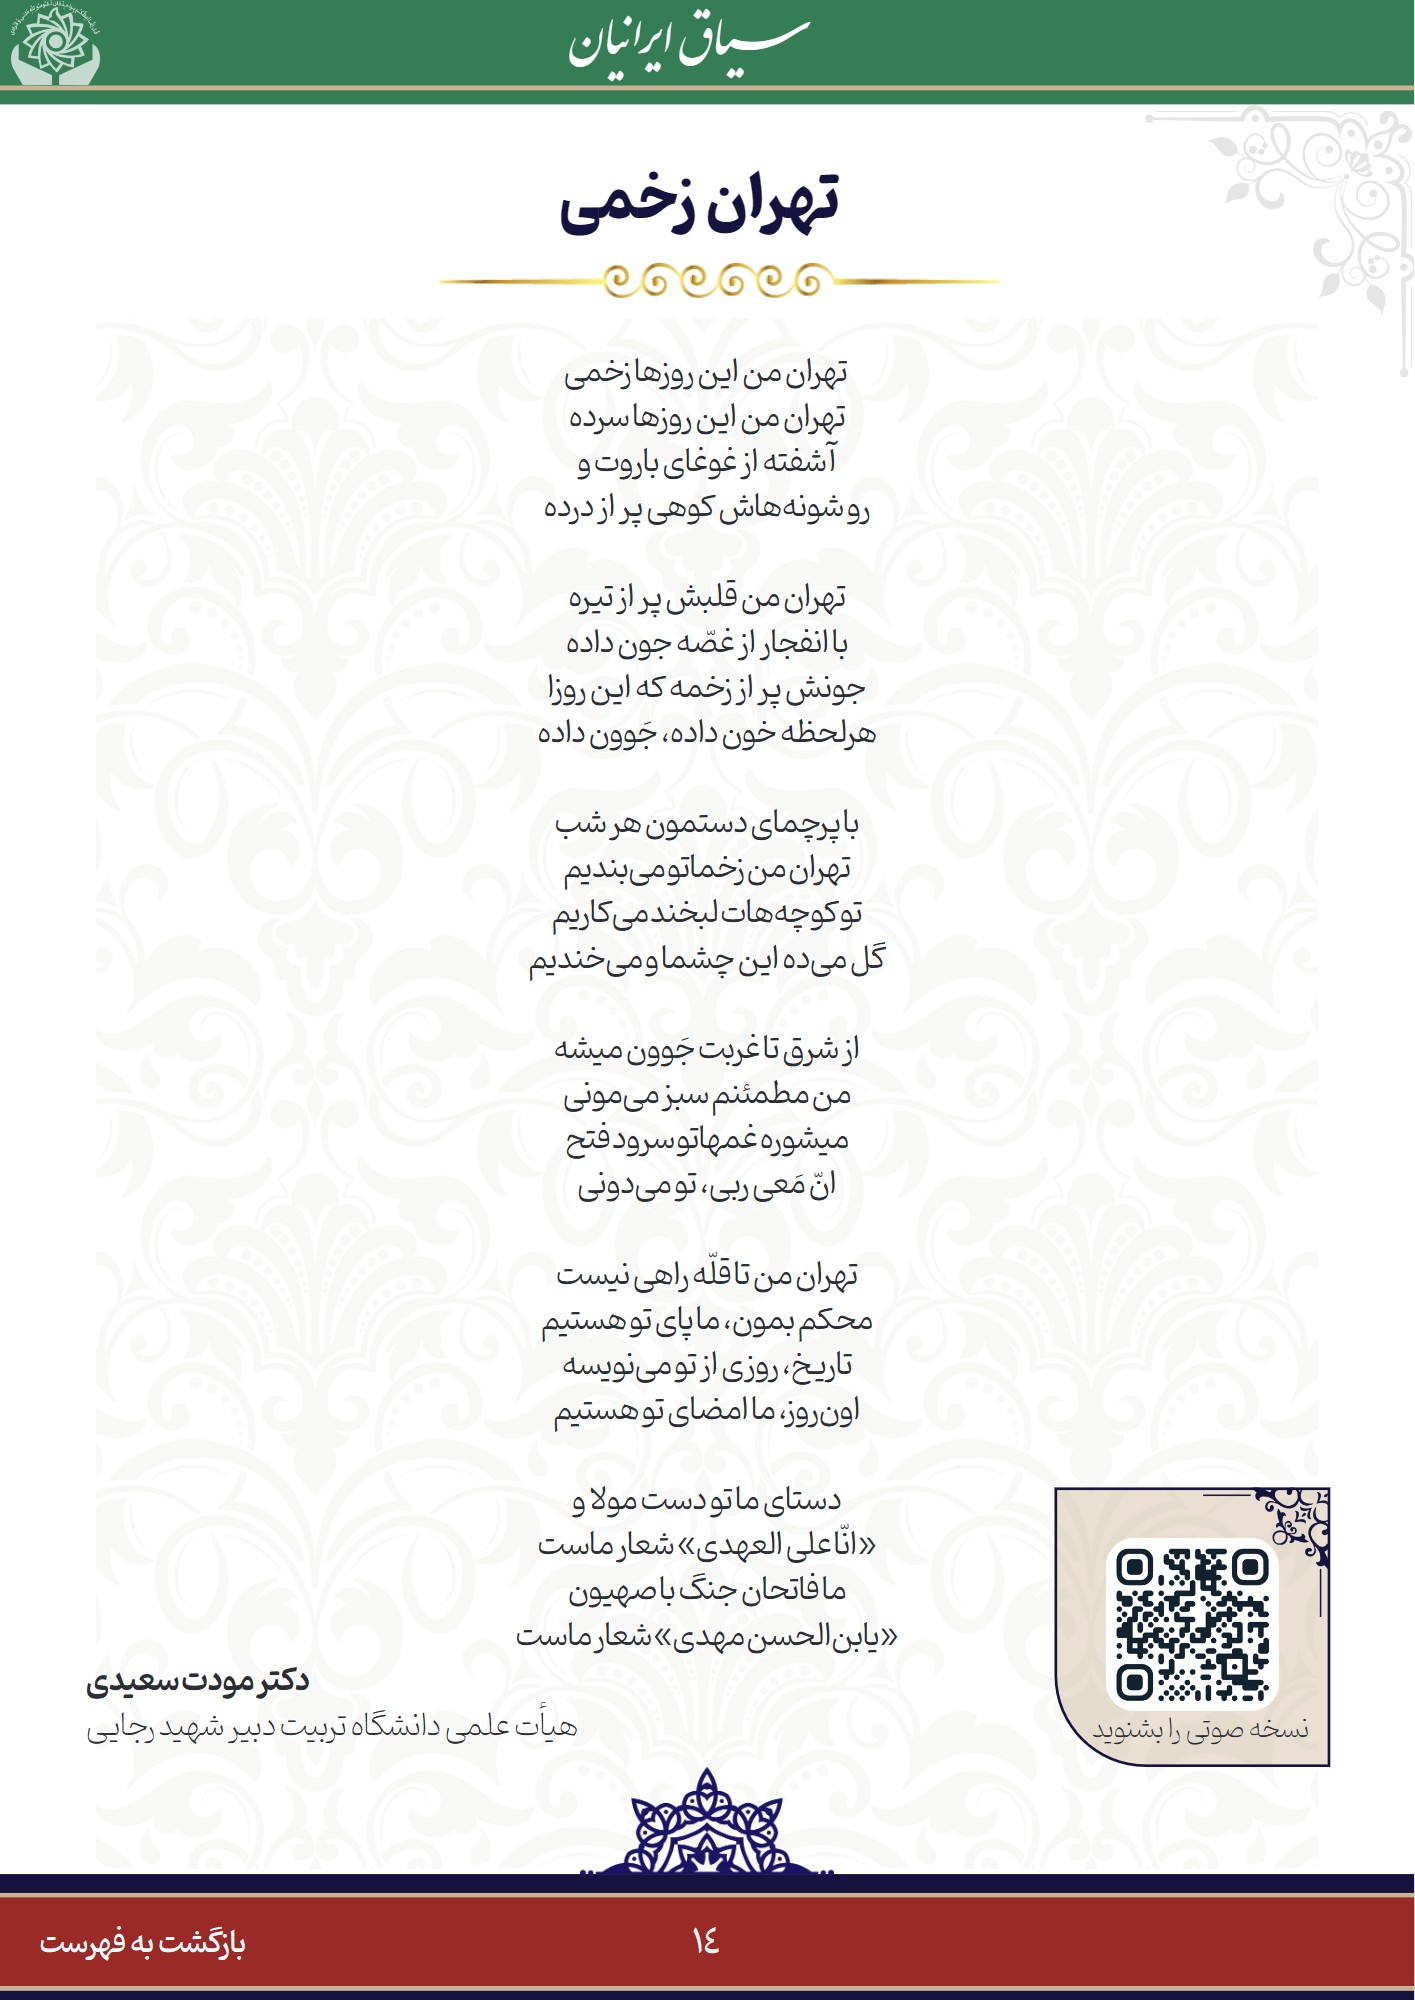 سیاق ایرانیان
تهران زخمی
تهران من این روزها زخمی
تهران من این روزها سرده
آشفته از غوغای باروت و
رو شونه‌هاش کوهی پر از درده
تهران من قلبش پر از تیره
با انفجار از غصّه جون داده
جونش پر از زخمه که این روزا
هر لحظه خون داده، جَوون داده
با پرچمای دستمون هر شب
تهران من زخماتو می‌بندیم
تو کوچه‌هات لبخند می‌کاریم
گل می‌ده این چشما و می‌خندیم
از شرق تا غربت جَوون میشه
من مطمئنم سبز می‌مونی
میشوره غمهاتو سرود فتح
انّ مَعی ربی، تو می‌دونی
تهران من تا قلّه راهی نیست
محکم بمون، ما پای تو هستیم
تاریخ، روزی از تو می‌نویسه
اون‌روز، ما امضای تو هستیم
دستای ما تو دست مولا و
«انّا علی العهدی» شعار ماست
ما فاتحان جنگ با صهیون
«یابن‌الحسن مهدی» شعار ماست
دکتر مودت سعیدی
هیأت علمی دانشگاه تربیت دبیر شهید رجایی
نسخه صوتی را بشنوید
١٤
بازگشت به فهرست